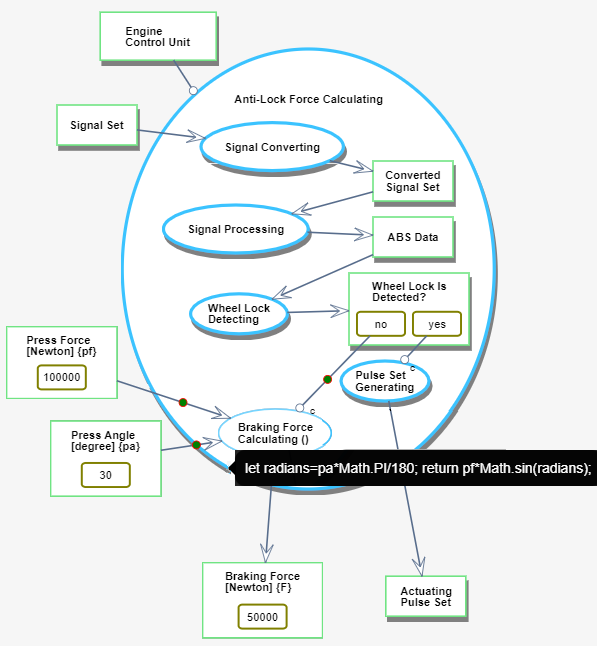 Engine
Control Unit
Anti-Lock Force Calculating
Signal Set
Signal Converting
Converted
Signal Set
Signal Processing
ABS Data
Wheel Lock Is
Detected?
no
yes
Wheel Lock
Detecting
Press Force
[Newton] {pf}
100000
c
Pulse Set
Generating
c
Braking Force
Calculating ()
Press Angle
[degree] {pa}
30
let radians=pa*Math.PI/180; return pf*Math.sin(radians);
Braking Force
[Newton] {F}
50000
Actuating
Pulse Set